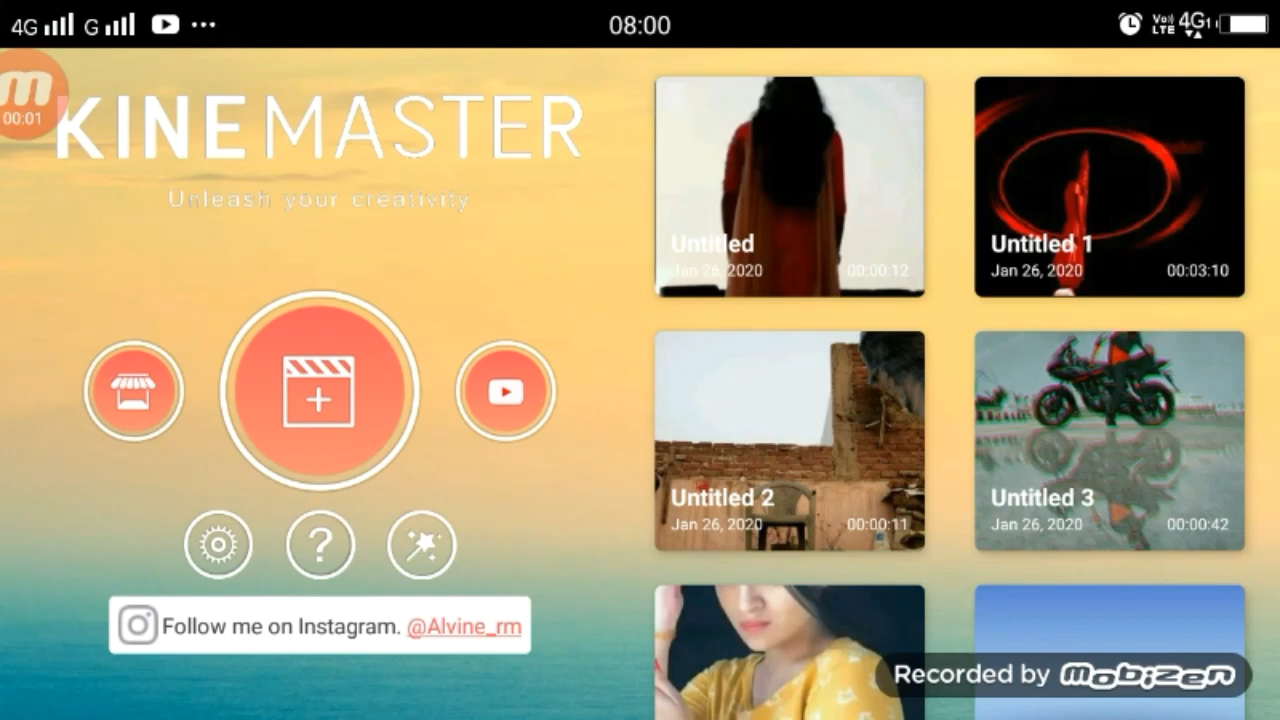 4G G 08:00 VoLTE 4G 1
m
00:01
KINEMASTER
Unleash your creativity
Untitled
Jan 26, 2020 00:00:12
Untitled 1
Jan 26, 2020 00:03:10
Untitled 2
Jan 26, 2020 00:00:11
Untitled 3
Jan 26, 2020 00:00:42
?
Follow me on Instagram. @Alvine_rm
Recorded by mobizen